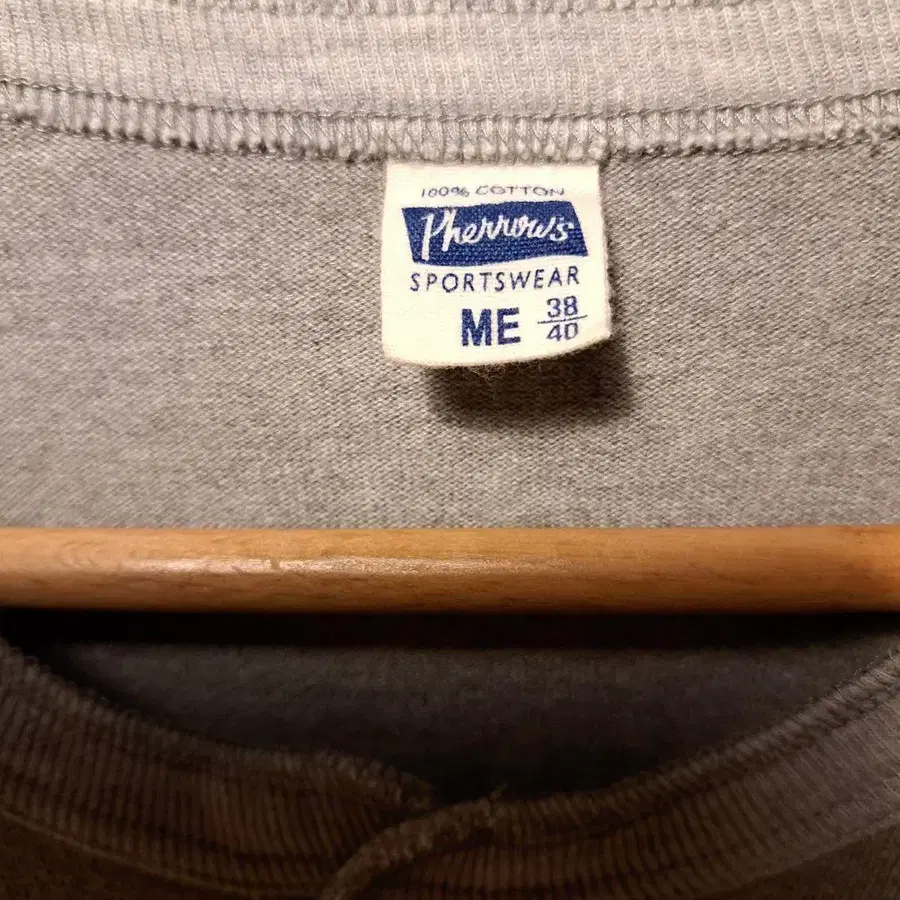 100% COTTON
Pherrow's
SPORTSWEAR
ME 38/40